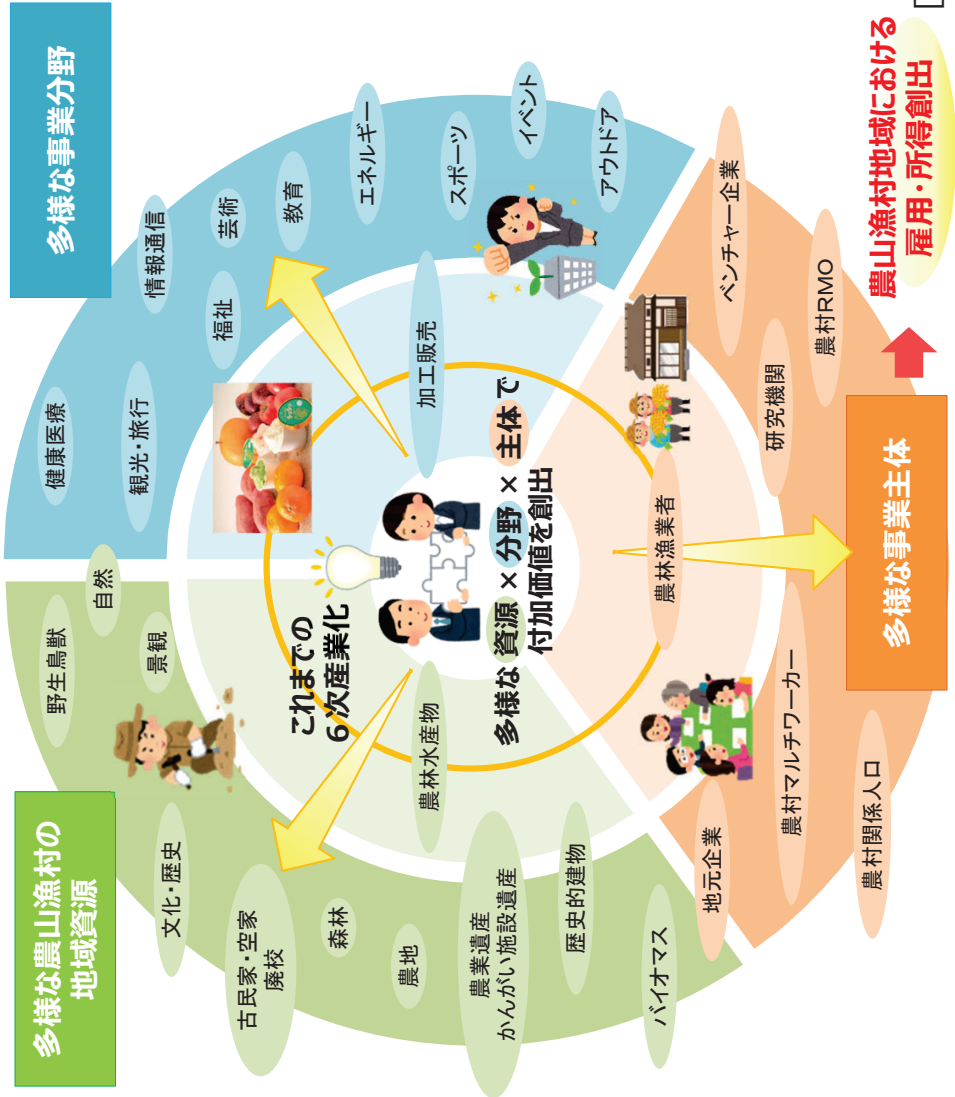 多様な農山漁村の
地域資源
多様な事業分野
野生鳥獣
自然
景観
文化・歴史
古民家・空家
廃校
森林
農地
農業遺産
かんがい施設遺産
歴史的建物
バイオマス
農林水産物
健康医療
観光・旅行
情報通信
福祉
芸術
教育
エネルギー
スポーツ
イベント
アウトドア
加工販売
これまでの
6次産業化
多様な 資源 × 分野 × 主体 で
付加価値を創出
農林漁業者
地元企業
農村マルチワーカー
農村関係人口
ベンチャー企業
研究機関
農村RMO
多様な事業主体
農山漁村地域における
雇用・所得創出